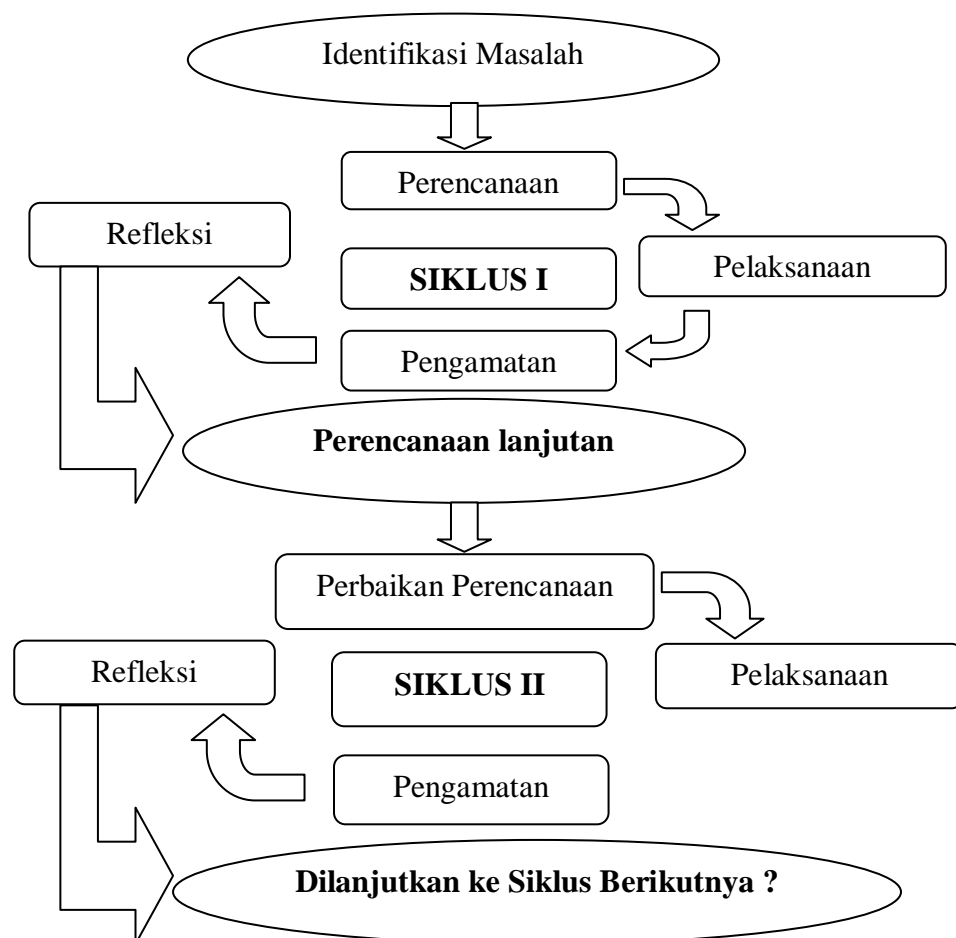 Identifikasi Masalah
Perencanaan
Refleksi
SIKLUS I
Pelaksanaan
Pengamatan
Perencanaan lanjutan
Perbaikan Perencanaan
Refleksi
SIKLUS II
Pelaksanaan
Pengamatan
Dilanjutkan ke Siklus Berikutnya ?